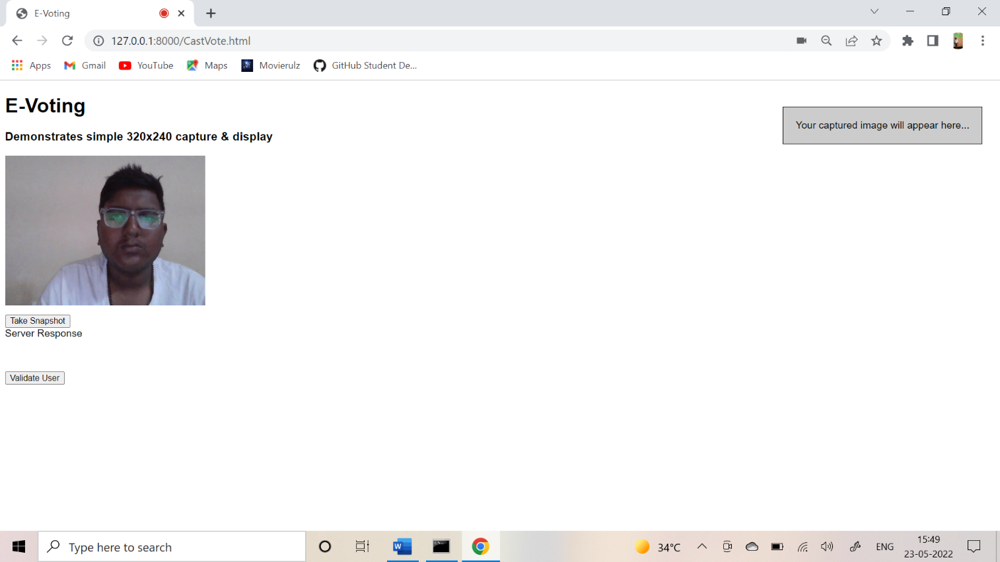 E-Voting
127.0.0.1:8000/CastVote.html
Apps Gmail YouTube Maps Movierulz GitHub Student De...
E-Voting
Your captured image will appear here...
Demonstrates simple 320x240 capture & display
Take Snapshot
Server Response
Validate User
Type here to search
W
34°C
ENG
15:49
23-05-2022